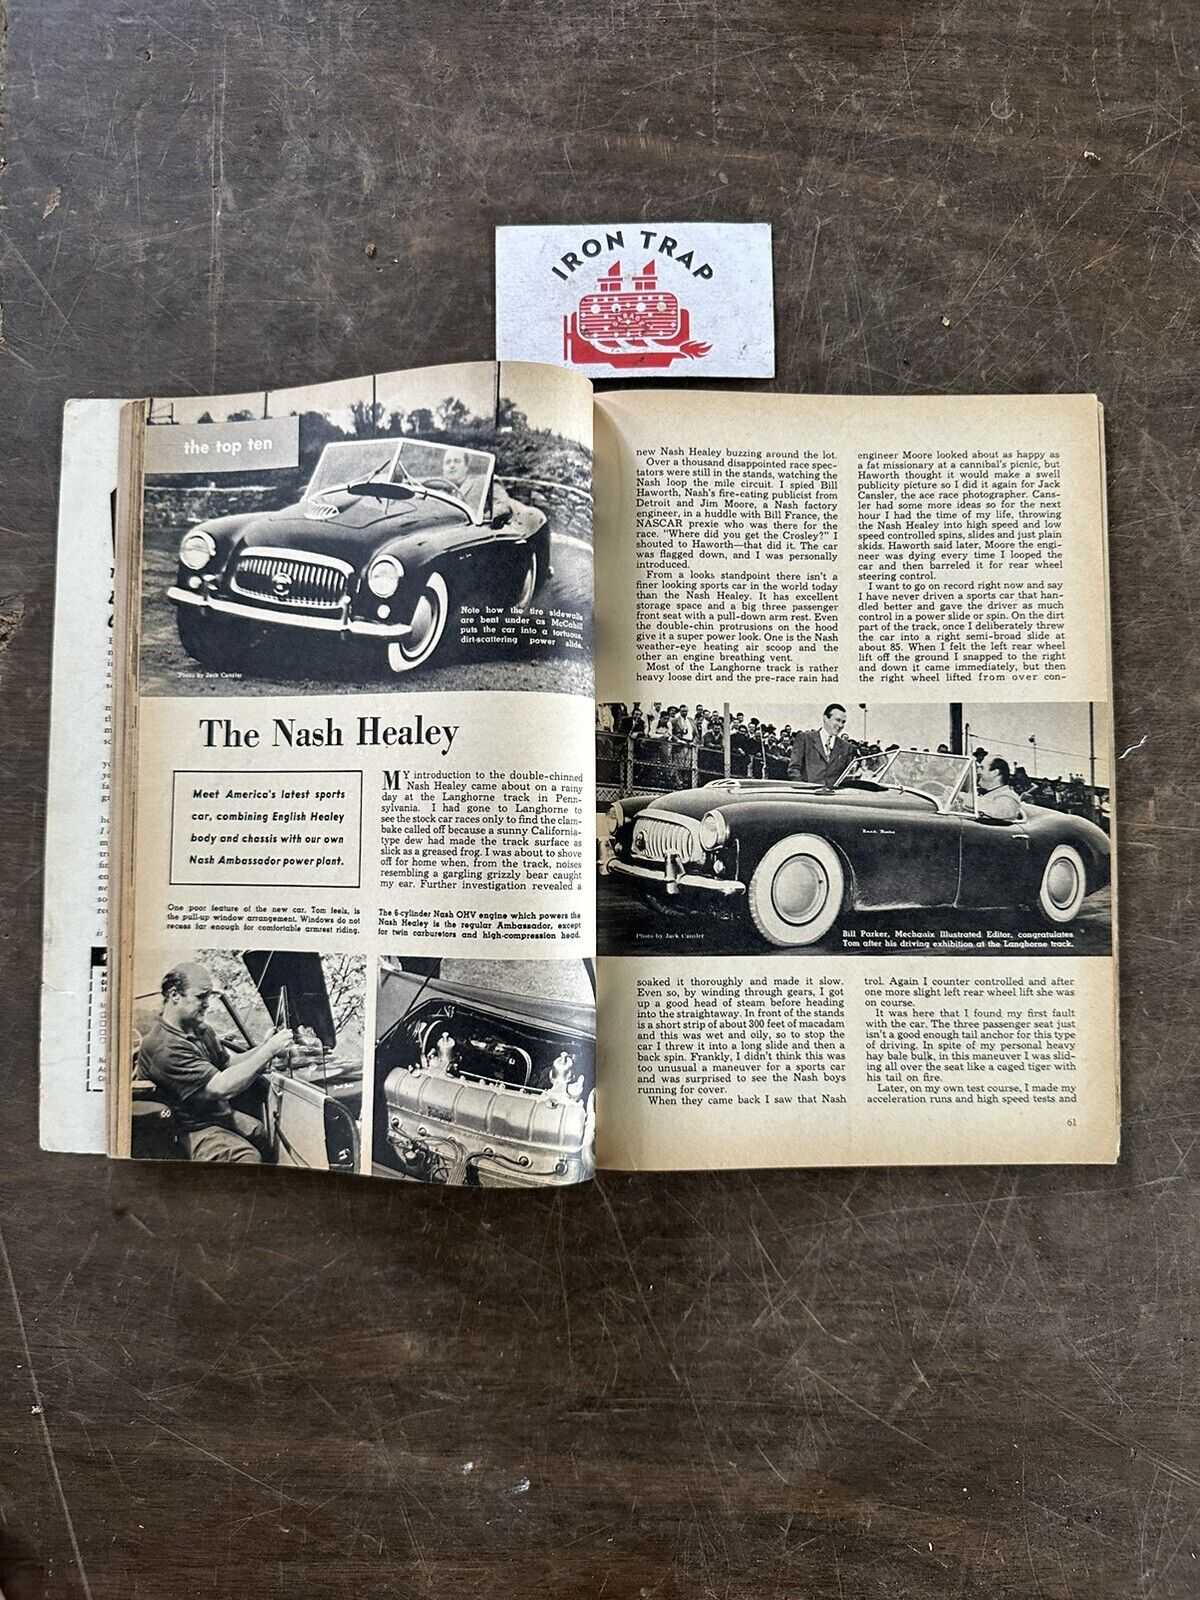 IRON TRAP
GARAGE
the top ten
Note how the tire sidewalls
are bent under as McCahill
puts the car into a tortuous,
dirt-scattering power slide.
Photo by Jack Cansler
The Nash Healey
Meet America's latest sports
car, combining English Healey
body and chassis with our own
Nash Ambassador power plant.
MY introduction to the double-chinned
Nash Healey came about on a rainy
day at the Langhorne track in Penn-
sylvania. I had gone to Langhorne to
see the stock car races only to find the clam-
bake called off because a sunny California-
type dew had made the track surface as
slick as a greased frog. I was about to shove
off for home when, from the track, noises
resembling a gargling grizzly bear caught
my ear. Further investigation revealed a
One poor feature of the new car, Tom feels, is
the pull-up window arrangement. Windows do not
recess far enough for comfortable armrest riding.
The 6-cylinder Nash OHV engine which powers the
Nash Healey is the regular Ambassador, except
for twin carburetors and high-compression head.
60
new Nash Healey buzzing around the lot.
Over a thousand disappointed race spec-
tators were still in the stands, watching the
Nash loop the mile circuit. I spied Bill
Haworth, Nash's fire-eating publicist from
Detroit and Jim Moore, a Nash factory
engineer, in a huddle with Bill France, the
NASCAR prexie who was there for the
race. "Where did you get the Crosley?" I
shouted to Haworth—that did it. The car
was flagged down, and I was personally
introduced.
From a looks standpoint there isn't a
finer looking sports car in the world today
than the Nash Healey. It has excellent
storage space and a big three passenger
front seat with a pull-down arm rest. Even
the double-chin protrusions on the hood
give it a super power look. One is the Nash
weather-eye heating air scoop and the
other an engine breathing vent.
Most of the Langhorne track is rather
heavy loose dirt and the pre-race rain had
engineer Moore looked about as happy as
a fat missionary at a cannibal's picnic, but
Haworth thought it would make a swell
publicity picture so I did it again for Jack
Cansler, the ace race photographer. Cans-
ler had some more ideas so for the next
hour I had the time of my life, throwing
the Nash Healey into high speed and low
speed controlled spins, slides and just plain
skids. Haworth said later, Moore the engi-
neer was dying every time I looped the
car and then barreled it for rear wheel
steering control.
I want to go on record right now and say
I have never driven a sports car that han-
dled better and gave the driver as much
control in a power slide or spin. On the dirt
part of the track, once I deliberately threw
the car into a right semi-broad slide at
about 85. When I felt the left rear wheel
lift off the ground I snapped to the right
and down it came immediately, but then
the right wheel lifted from over con-
Photo by Jack Cansler
Bill Parker, Mechanix Illustrated Editor, congratulates
Tom after his driving exhibition at the Langhorne track.
soaked it thoroughly and made it slow.
Even so, by winding through gears, I got
up a good head of steam before heading
into the straightaway. In front of the stands
is a short strip of about 300 feet of macadam
and this was wet and oily, so to stop the
car I threw it into a long slide and then a
back spin. Frankly, I didn't think this was
too unusual a maneuver for a sports car
and was surprised to see the Nash boys
running for cover.
When they came back I saw that Nash
trol. Again I counter controlled and after
one more slight left rear wheel lift she was
on course.
It was here that I found my first fault
with the car. The three passenger seat just
isn't a good enough tail anchor for this type
of driving. In spite of my personal heavy
hay bale bulk, in this maneuver I was slid-
ing all over the seat like a caged tiger with
his tail on fire.
Later, on my own test course, I made my
acceleration runs and high speed tests and
61